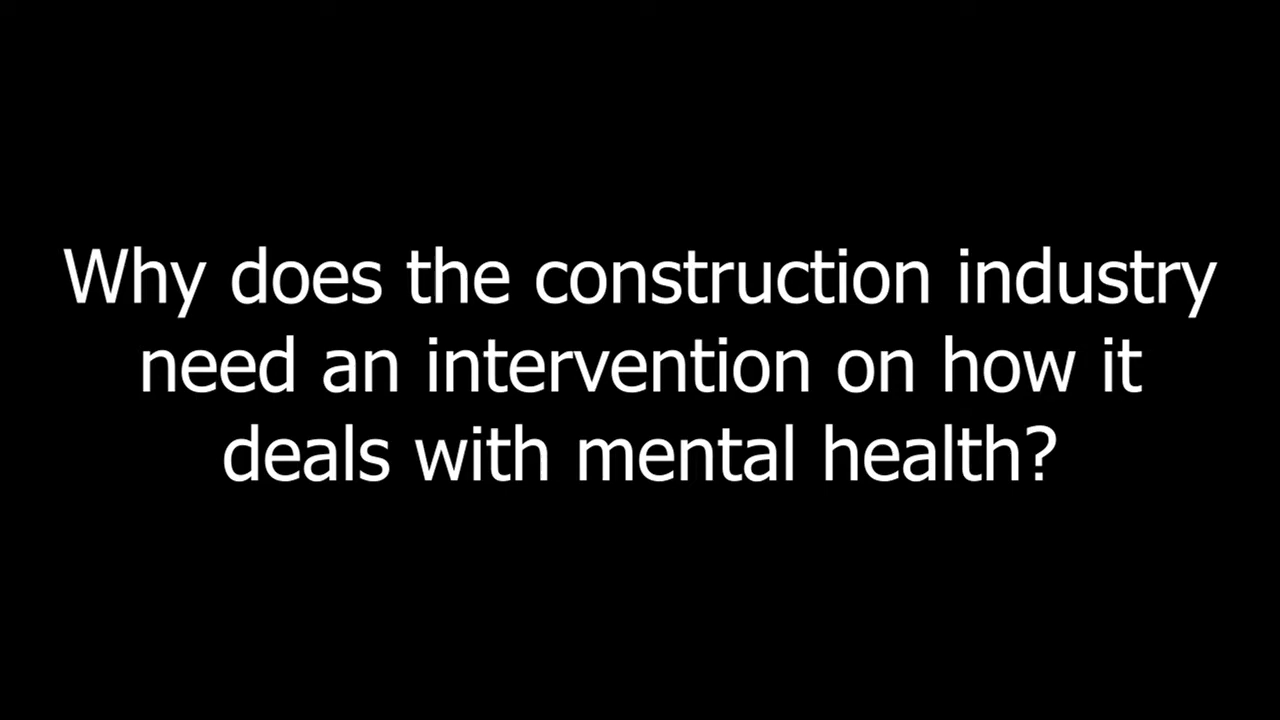 Why does the construction industry
need an intervention on how it
deals with mental health?